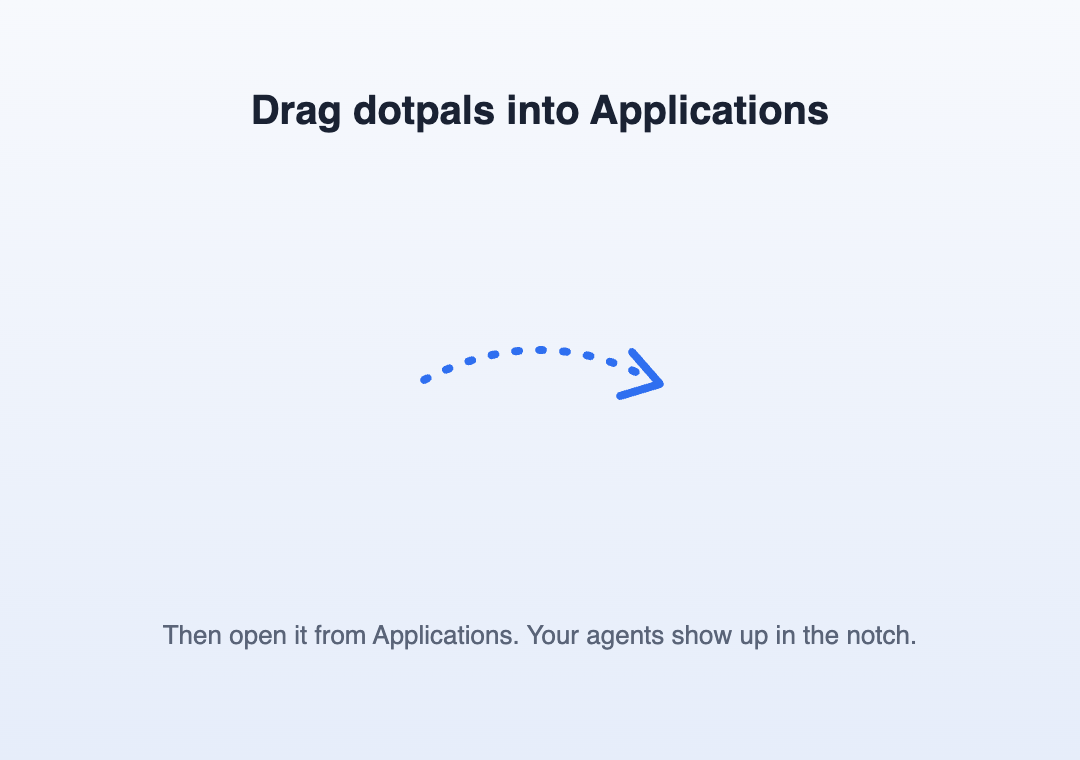 Drag dotpals into Applications
Then open it from Applications. Your agents show up in the notch.